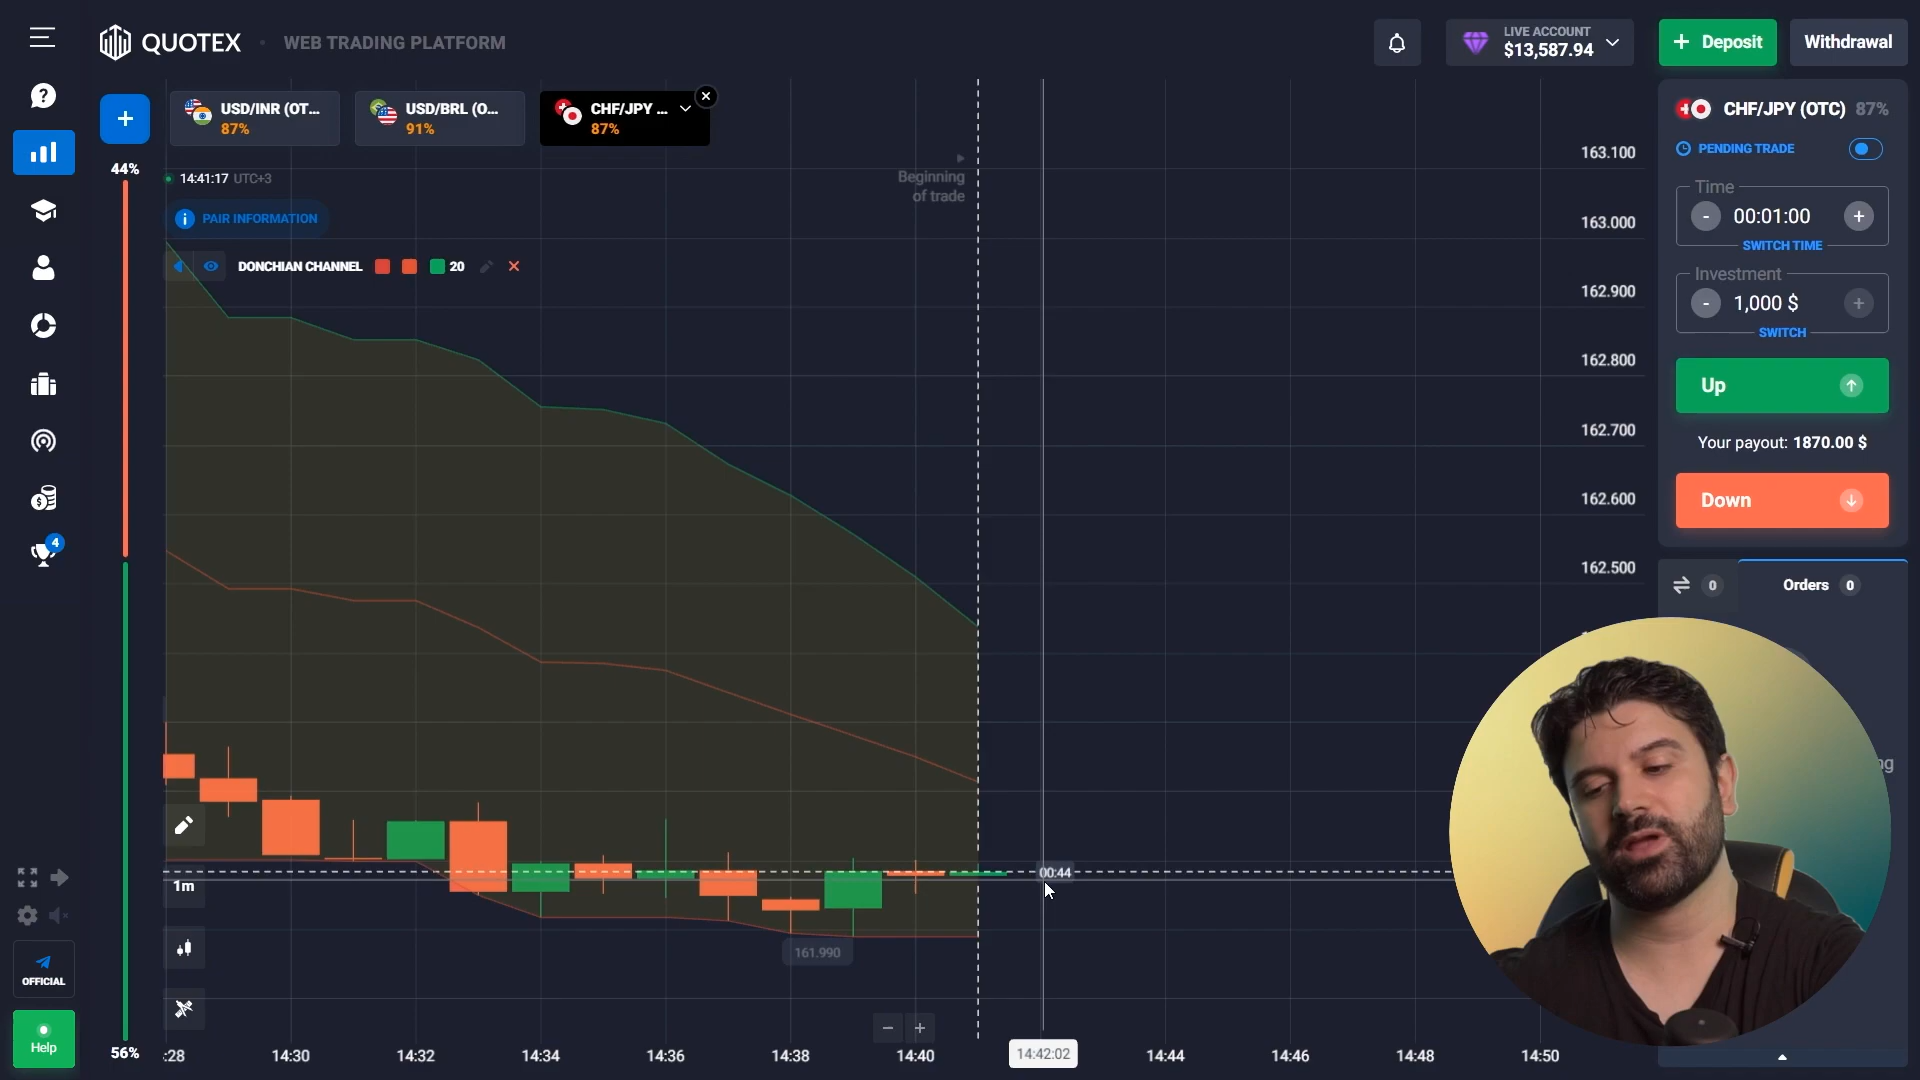 QUOTEX
WEB TRADING PLATFORM
LIVE ACCOUNT
$13,587.94
Deposit
Withdrawal
USD/INR (OT...
87%
USD/BRL (O...
91%
CHF/JPY ...
87%
CHF/JPY (OTC) 87%
PENDING TRADE
44%
14:41:17 UTC+3
Beginning
of trade
PAIR INFORMATION
DONCHIAN CHANNEL 20
163.100
163.000
162.900
162.800
162.700
162.600
162.500
Time
- 00:01:00 +
SWITCH TIME
Investment
- 1,000 $ +
SWITCH
Up
Your payout: 1870.00 $
Down
0
Orders 0
4
00:44
161.990
1m
OFFICIAL
Help
56%
:28
14:30
14:32
14:34
14:36
14:38
14:40
14:42:02
14:44
14:46
14:48
14:50